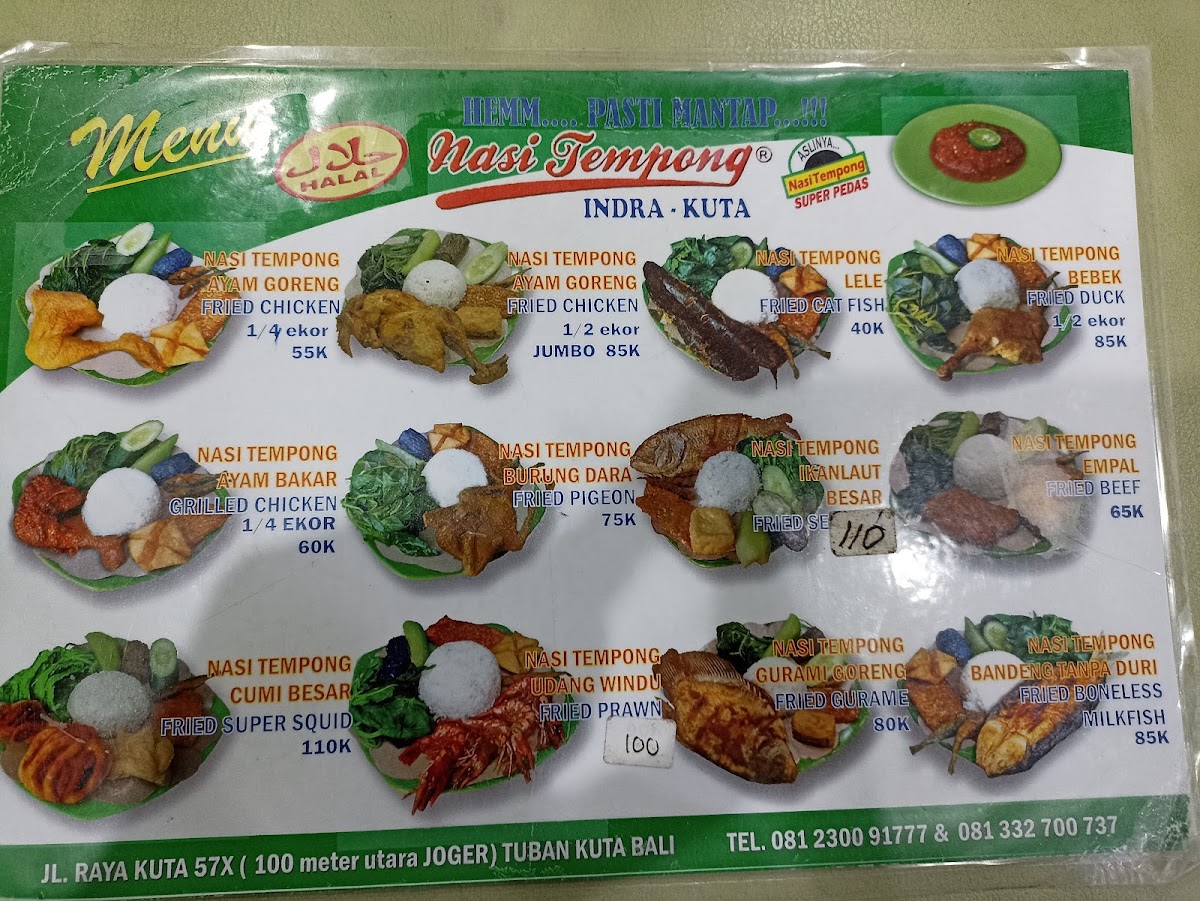 Menu
حلال
HALAL
HEMM.... PASTI MANTAP...!!!
Nasi Tempong®
INDRA - KUTA
ASLINYA...
Nasi Tempong
SUPER PEDAS
NASI TEMPONG
AYAM GORENG
FRIED CHICKEN
1/4 ekor
55K
NASI TEMPONG
AYAM GORENG
FRIED CHICKEN
1/2 ekor
JUMBO 85K
NASI TEMPONG
LELE
FRIED CAT FISH
40K
NASI TEMPONG
BEBEK
FRIED DUCK
1/2 ekor
85K
NASI TEMPONG
AYAM BAKAR
GRILLED CHICKEN
1/4 EKOR
60K
NASI TEMPONG
BURUNG DARA
FRIED PIGEON
75K
NASI TEMPONG
IKANLAUT
BESAR
FRIED SE
110
NASI TEMPONG
EMPAL
FRIED BEEF
65K
NASI TEMPONG
CUMI BESAR
FRIED SUPER SQUID
110K
NASI TEMPONG
UDANG WINDU
FRIED PRAWN
100
NASI TEMPONG
GURAMI GORENG
FRIED GURAME
80K
NASI TEMPONG
BANDENG TANPA DURI
FRIED BONELESS
MILKFISH
85K
JL. RAYA KUTA 57X ( 100 meter utara JOGER) TUBAN KUTA BALI
TEL. 081 2300 91777 & 081 332 700 737